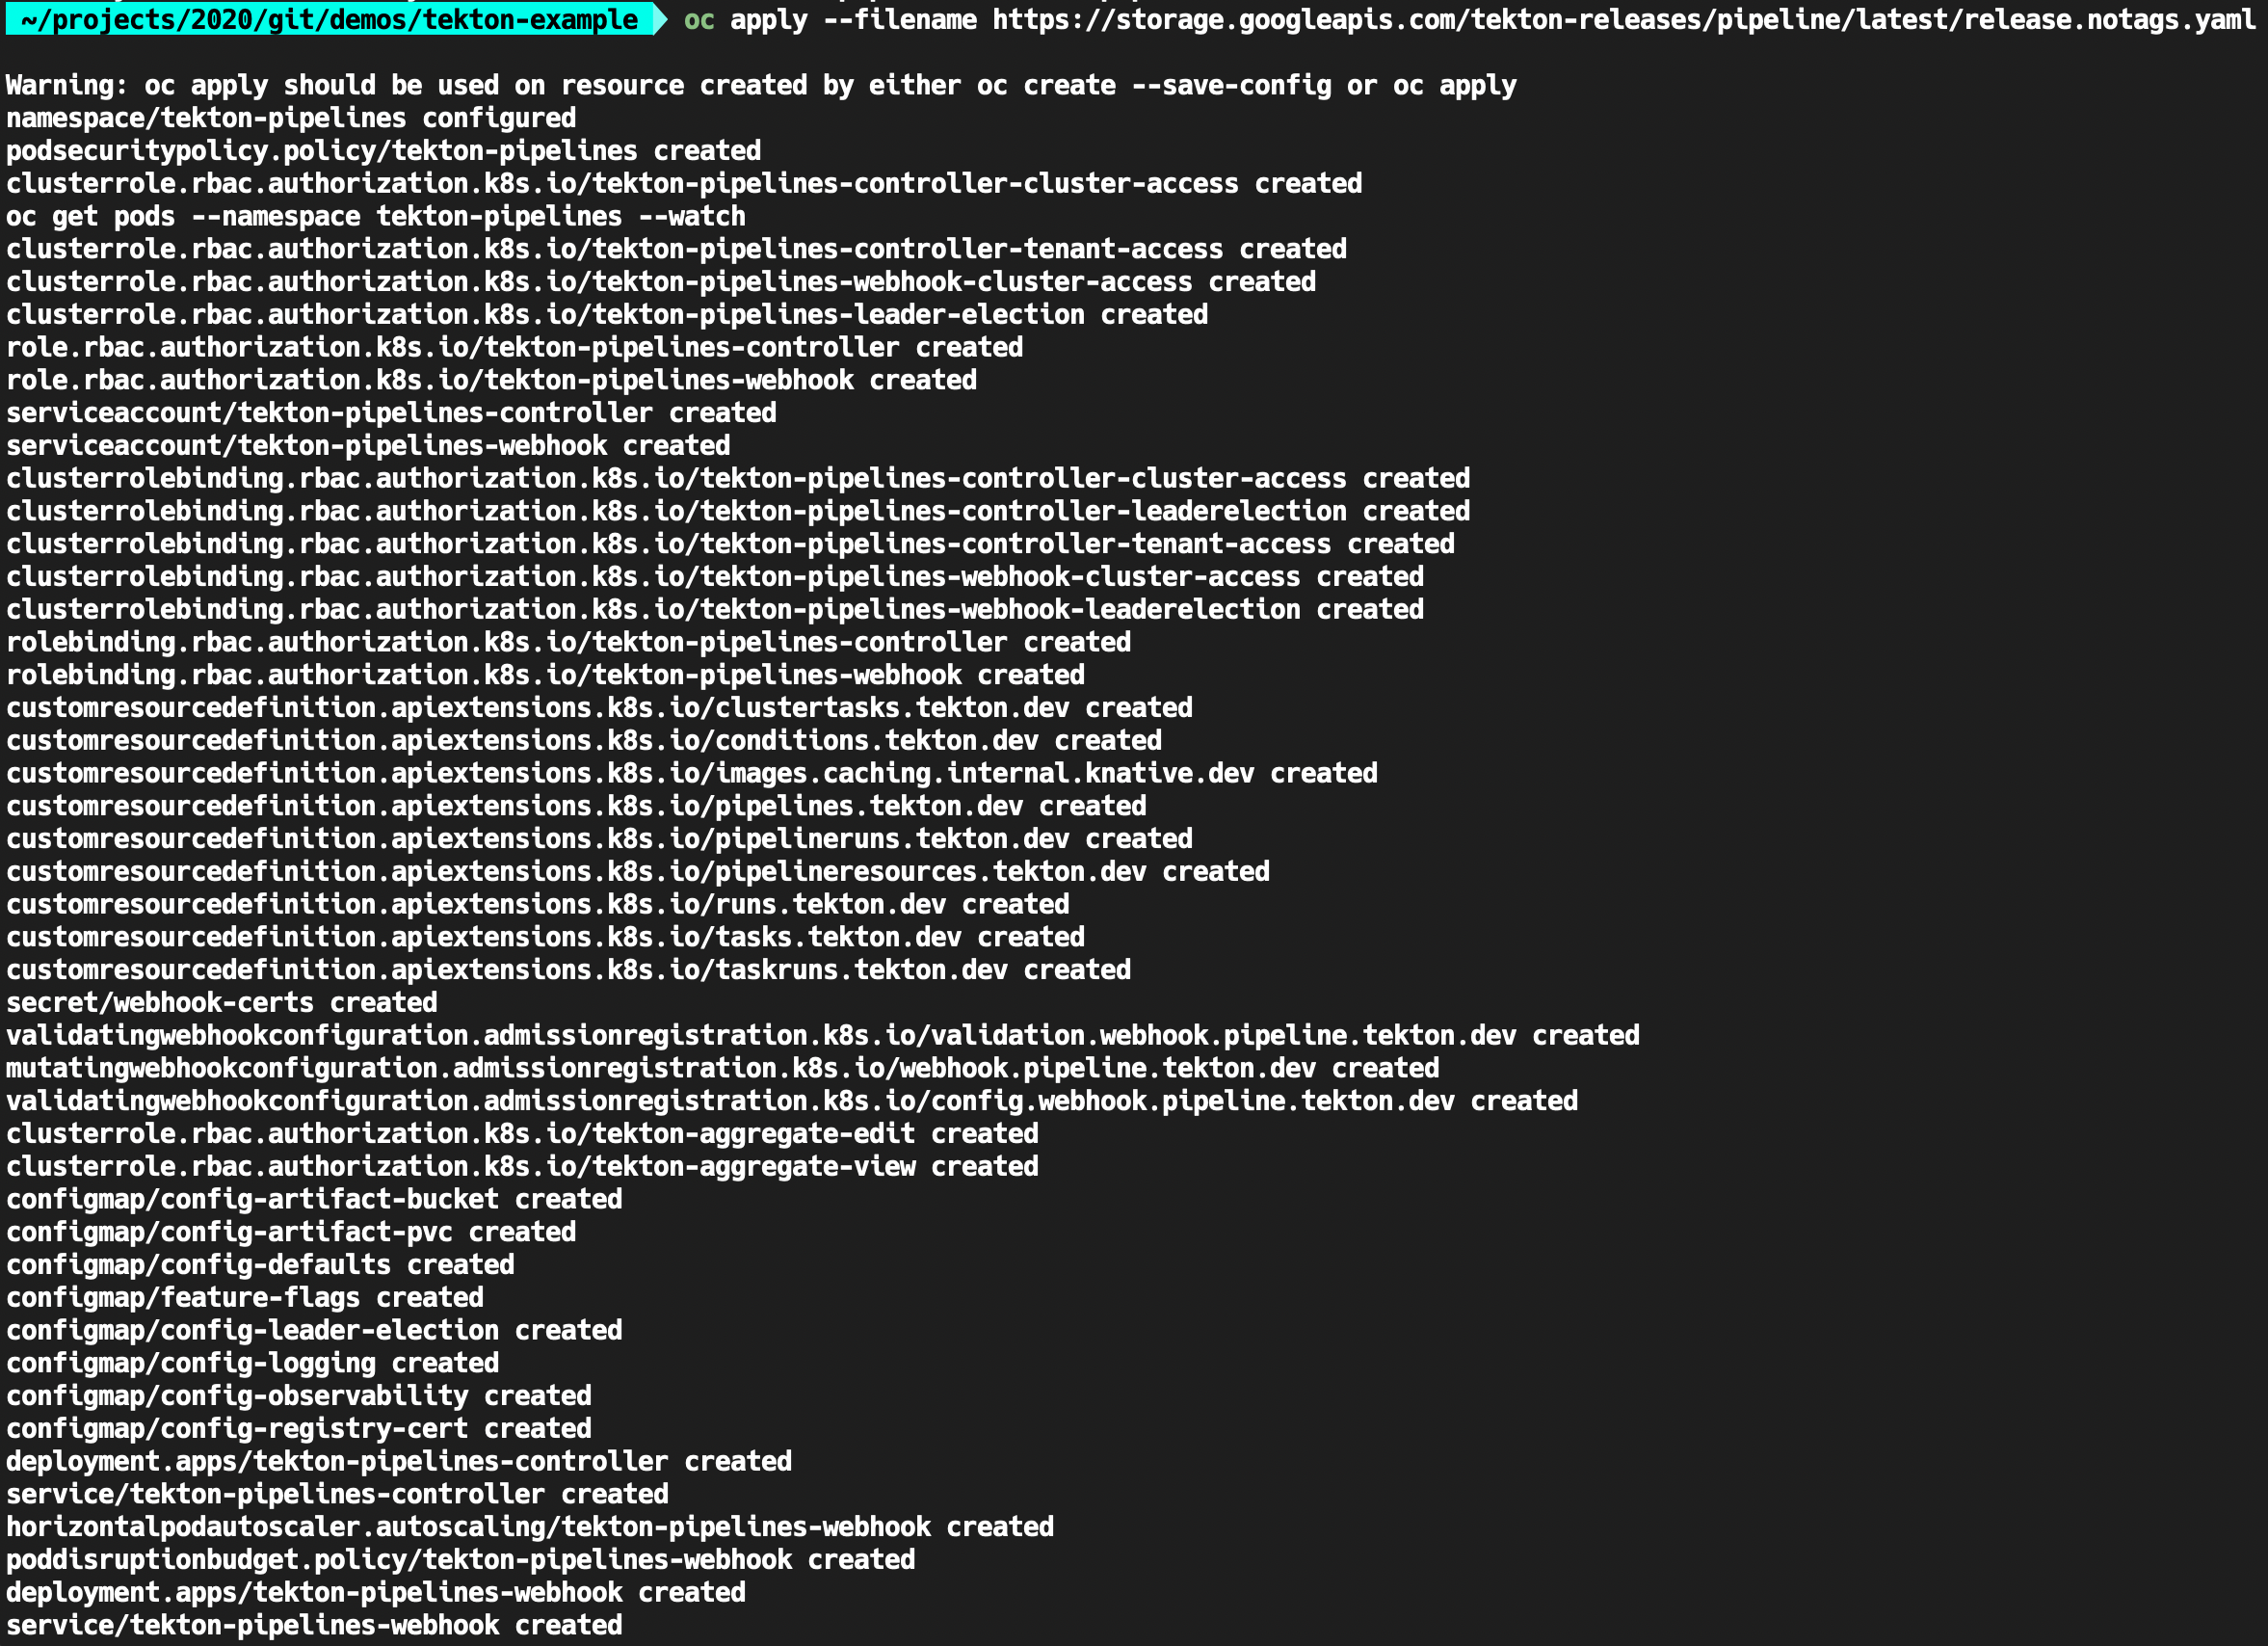 ~/projects/2020/git/demos/tekton-example oc apply --filename https://storage.googleapis.com/tekton-releases/pipeline/latest/release.notags.yaml
Warning: oc apply should be used on resource created by either oc create --save-config or oc apply
namespace/tekton-pipelines configured
podsecuritypolicy.policy/tekton-pipelines created
clusterrole.rbac.authorization.k8s.io/tekton-pipelines-controller-cluster-access created
oc get pods --namespace tekton-pipelines --watch
clusterrole.rbac.authorization.k8s.io/tekton-pipelines-controller-tenant-access created
clusterrole.rbac.authorization.k8s.io/tekton-pipelines-webhook-cluster-access created
clusterrole.rbac.authorization.k8s.io/tekton-pipelines-leader-election created
role.rbac.authorization.k8s.io/tekton-pipelines-controller created
role.rbac.authorization.k8s.io/tekton-pipelines-webhook created
serviceaccount/tekton-pipelines-controller created
serviceaccount/tekton-pipelines-webhook created
clusterrolebinding.rbac.authorization.k8s.io/tekton-pipelines-controller-cluster-access created
clusterrolebinding.rbac.authorization.k8s.io/tekton-pipelines-controller-leaderelection created
clusterrolebinding.rbac.authorization.k8s.io/tekton-pipelines-controller-tenant-access created
clusterrolebinding.rbac.authorization.k8s.io/tekton-pipelines-webhook-cluster-access created
clusterrolebinding.rbac.authorization.k8s.io/tekton-pipelines-webhook-leaderelection created
rolebinding.rbac.authorization.k8s.io/tekton-pipelines-controller created
rolebinding.rbac.authorization.k8s.io/tekton-pipelines-webhook created
customresourcedefinition.apiextensions.k8s.io/clustertasks.tekton.dev created
customresourcedefinition.apiextensions.k8s.io/conditions.tekton.dev created
customresourcedefinition.apiextensions.k8s.io/images.caching.internal.knative.dev created
customresourcedefinition.apiextensions.k8s.io/pipelines.tekton.dev created
customresourcedefinition.apiextensions.k8s.io/pipelineruns.tekton.dev created
customresourcedefinition.apiextensions.k8s.io/pipelineresources.tekton.dev created
customresourcedefinition.apiextensions.k8s.io/runs.tekton.dev created
customresourcedefinition.apiextensions.k8s.io/tasks.tekton.dev created
customresourcedefinition.apiextensions.k8s.io/taskruns.tekton.dev created
secret/webhook-certs created
validatingwebhookconfiguration.admissionregistration.k8s.io/validation.webhook.pipeline.tekton.dev created
mutatingwebhookconfiguration.admissionregistration.k8s.io/webhook.pipeline.tekton.dev created
validatingwebhookconfiguration.admissionregistration.k8s.io/config.webhook.pipeline.tekton.dev created
clusterrole.rbac.authorization.k8s.io/tekton-aggregate-edit created
clusterrole.rbac.authorization.k8s.io/tekton-aggregate-view created
configmap/config-artifact-bucket created
configmap/config-artifact-pvc created
configmap/config-defaults created
configmap/feature-flags created
configmap/config-leader-election created
configmap/config-logging created
configmap/config-observability created
configmap/config-registry-cert created
deployment.apps/tekton-pipelines-controller created
service/tekton-pipelines-controller created
horizontalpodautoscaler.autoscaling/tekton-pipelines-webhook created
poddisruptionbudget.policy/tekton-pipelines-webhook created
deployment.apps/tekton-pipelines-webhook created
service/tekton-pipelines-webhook created